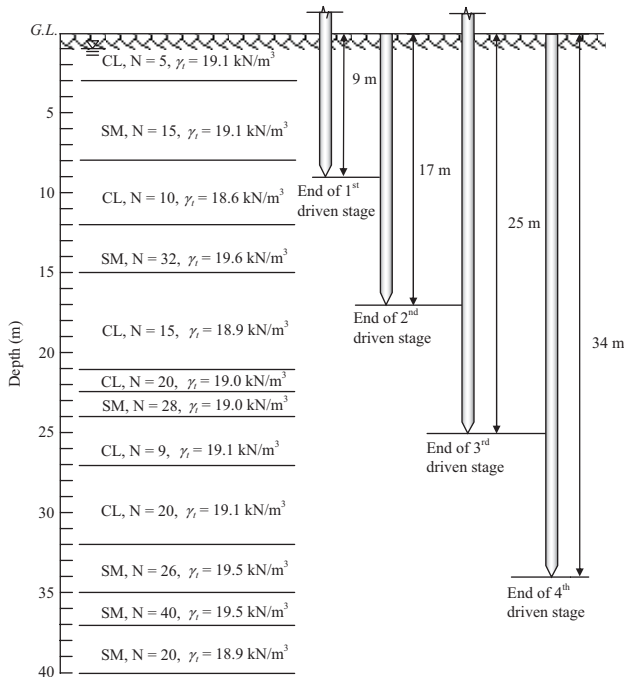 G.L.
CL, N = 5, γt = 19.1 kN/m³
5
SM, N = 15, γt = 19.1 kN/m³
10
CL, N = 10, γt = 18.6 kN/m³
SM, N = 32, γt = 19.6 kN/m³
15
CL, N = 15, γt = 18.9 kN/m³
20
CL, N = 20, γt = 19.0 kN/m³
SM, N = 28, γt = 19.0 kN/m³
25
CL, N = 9, γt = 19.1 kN/m³
30
CL, N = 20, γt = 19.1 kN/m³
SM, N = 26, γt = 19.5 kN/m³
35
SM, N = 40, γt = 19.5 kN/m³
SM, N = 20, γt = 18.9 kN/m³
40
Depth (m)
9 m
End of 1st
driven stage
17 m
End of 2nd
driven stage
25 m
End of 3rd
driven stage
34 m
End of 4th
driven stage